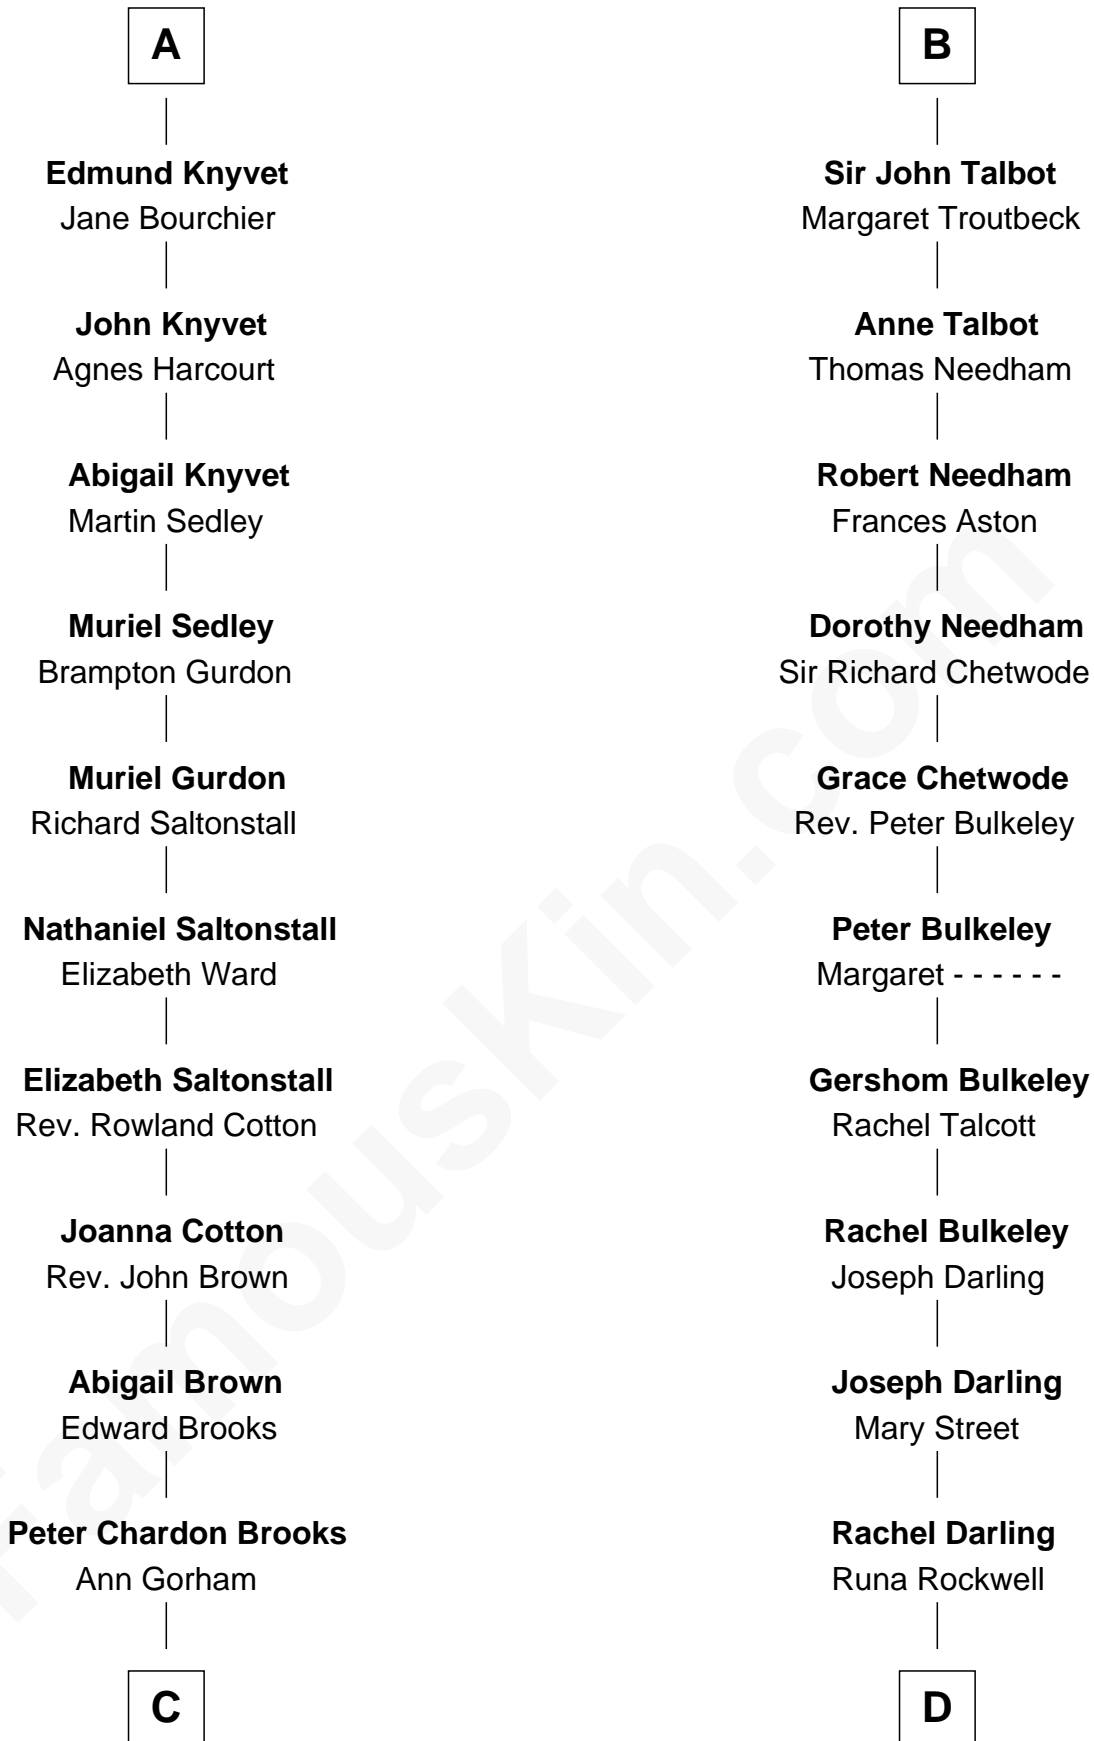 A
Edmund Knyvet
Jane Bourchier
John Knyvet
Agnes Harcourt
Abigail Knyvet
Martin Sedley
Muriel Sedley
Brampton Gurdon
Muriel Gurdon
Richard Saltonstall
Nathaniel Saltonstall
Elizabeth Ward
Elizabeth Saltonstall
Rev. Rowland Cotton
Joanna Cotton
Rev. John Brown
Abigail Brown
Edward Brooks
Peter Chardon Brooks
Ann Gorham
C
B
Sir John Talbot
Margaret Troutbeck
Anne Talbot
Thomas Needham
Robert Needham
Frances Aston
Dorothy Needham
Sir Richard Chetwode
Grace Chetwode
Rev. Peter Bulkeley
Peter Bulkeley
Margaret - - - - - -
Gershom Bulkeley
Rachel Talcott
Rachel Bulkeley
Joseph Darling
Joseph Darling
Mary Street
Rachel Darling
Runa Rockwell
D
FamousKin.com